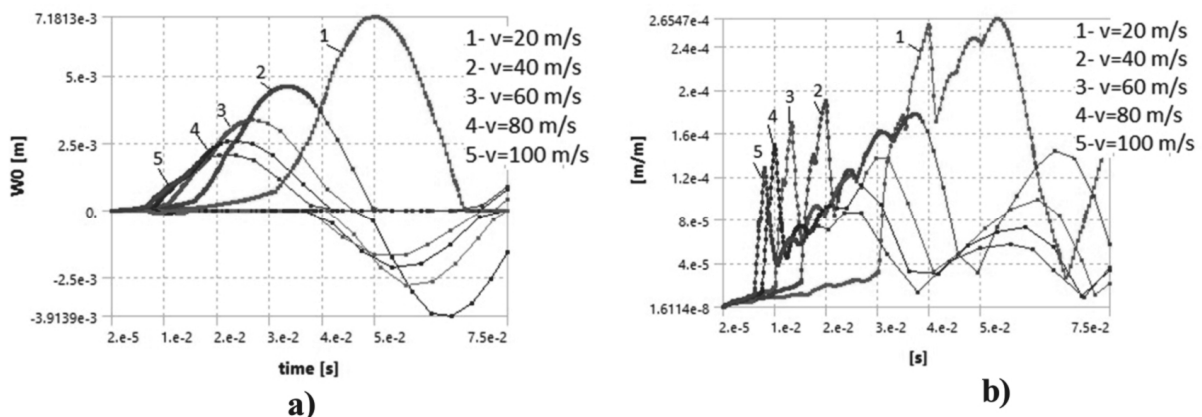 7.1813e-3
5.e-3
2.5e-3
0.
-2.5e-3
-3.9139e-3
W0 [m]
2.e-5 1.e-2 2.e-2 3.e-2 4.e-2 5.e-2 7.5e-2
time [s]
1
2
3
4
5
1- v=20 m/s
2- v=40 m/s
3- v=60 m/s
4-v=80 m/s
5-v=100 m/s
a)
2.6547e-4
2.4e-4
2.e-4
1.6e-4
1.2e-4
8.e-5
4.e-5
1.6114e-8
[m/m]
2.e-5 1.e-2 2.e-2 3.e-2 4.e-2 5.e-2 7.5e-2
[s]
1
2
3
4
5
1- v=20 m/s
2- v=40 m/s
3- v=60 m/s
4-v=80 m/s
5-v=100 m/s
b)